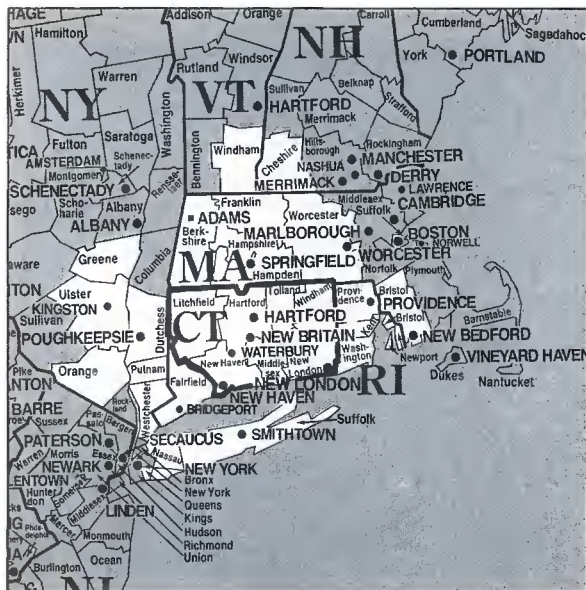 Addison
Orange
Carroll
Cumberland
Sagadahoc
Hamilton
Rutland
Windsor
NH
York
PORTLAND
Herkimer
Warren
Washington
Sullivan
Belknap
Strafford
NY
VT
HARTFORD
Merrimack
Fulton
Saratoga
Bennington
Windham
Cheshire
Hillsborough
Rockingham
MANCHESTER
AMSTERDAM
Schenectady
NASHUA
DERRY
Montgomery
MERRIMACK
LAWRENCE
SCHENECTADY
Rensselaer
Franklin
Worcester
Middlesex
CAMBRIDGE
Schoharie
Albany
ADAMS
Suffolk
ALBANY
Berkshire
MARLBOROUGH
BOSTON
Hampshire
NORWELL
Greene
Columbia
MA
WORCESTER
SPRINGFIELD
Norfolk
Plymouth
Hampden
Ulster
Litchfield
Hartford
Tolland
Windham
Providence
Bristol
PROVIDENCE
KINGSTON
Sullivan
Dutchess
CT
HARTFORD
Kent
Bristol
Barnstable
POUGHKEEPSIE
NEW BRITAIN
Washington
NEW BEDFORD
WATERBURY
Newport
VINEYARD HAVEN
Orange
Putnam
New Haven
Middlesex
New London
RI
Dukes
Nantucket
Pike
Fairfield
NEW LONDON
NEW HAVEN
Rockland
Westchester
BRIDGEPORT
BARRE
Sussex
Passaic
Bergen
Suffolk
PATERSON
SECAUCUS
SMITHTOWN
Warren
Morris
Essex
Nassau
NEWARK
NEW YORK
Hunterdon
Somerset
Middlesex
Bronx
New York
LINDEN
Queens
Mercer
Kings
Hudson
Monmouth
Richmond
Union
Ocean
Burlington
NJ